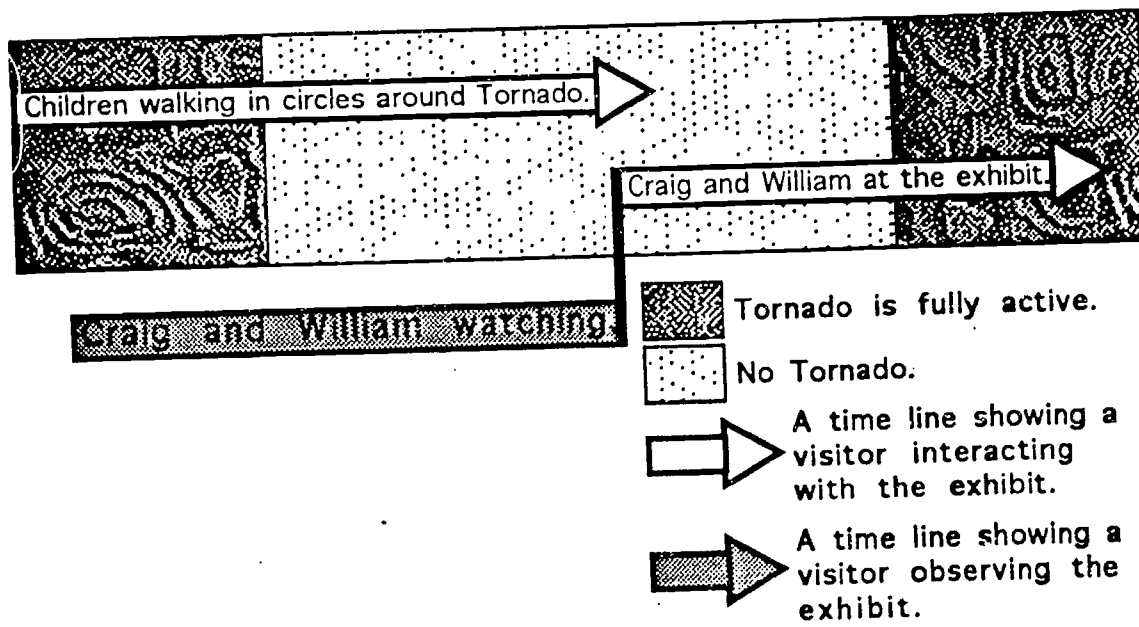 Children walking in circles around Tornado.
Craig and William at the exhibit.
Craig and William watching.
Tornado is fully active.
No Tornado.
A time line showing a
visitor interacting
with the exhibit.
A time line showing a
visitor observing the
exhibit.